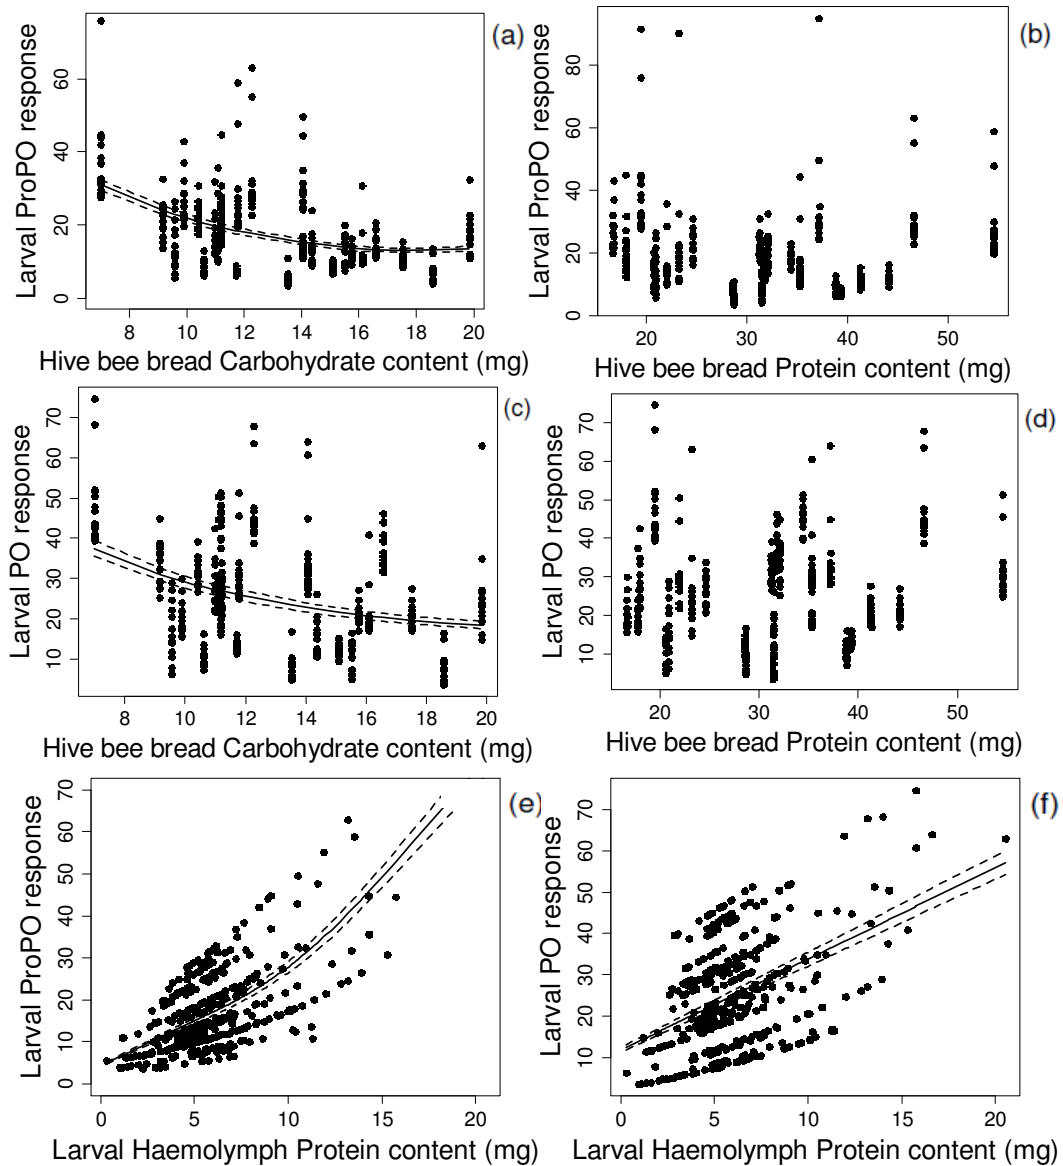 (a)
Larval ProPO response
0 20 40 60
8 10 12 14 16 18 20
Hive bee bread Carbohydrate content (mg)
(b)
Larval ProPO response
0 20 40 60 80
20 30 40 50
Hive bee bread Protein content (mg)
(c)
Larval PO response
10 20 30 40 50 60 70
8 10 12 14 16 18 20
Hive bee bread Carbohydrate content (mg)
(d)
Larval PO response
10 20 30 40 50 60 70
20 30 40 50
Hive bee bread Protein content (mg)
(e)
Larval ProPO response
0 10 20 30 40 50 60 70
0 5 10 15 20
Larval Haemolymph Protein content (mg)
(f)
Larval PO response
10 20 30 40 50 60 70
0 5 10 15 20
Larval Haemolymph Protein content (mg)